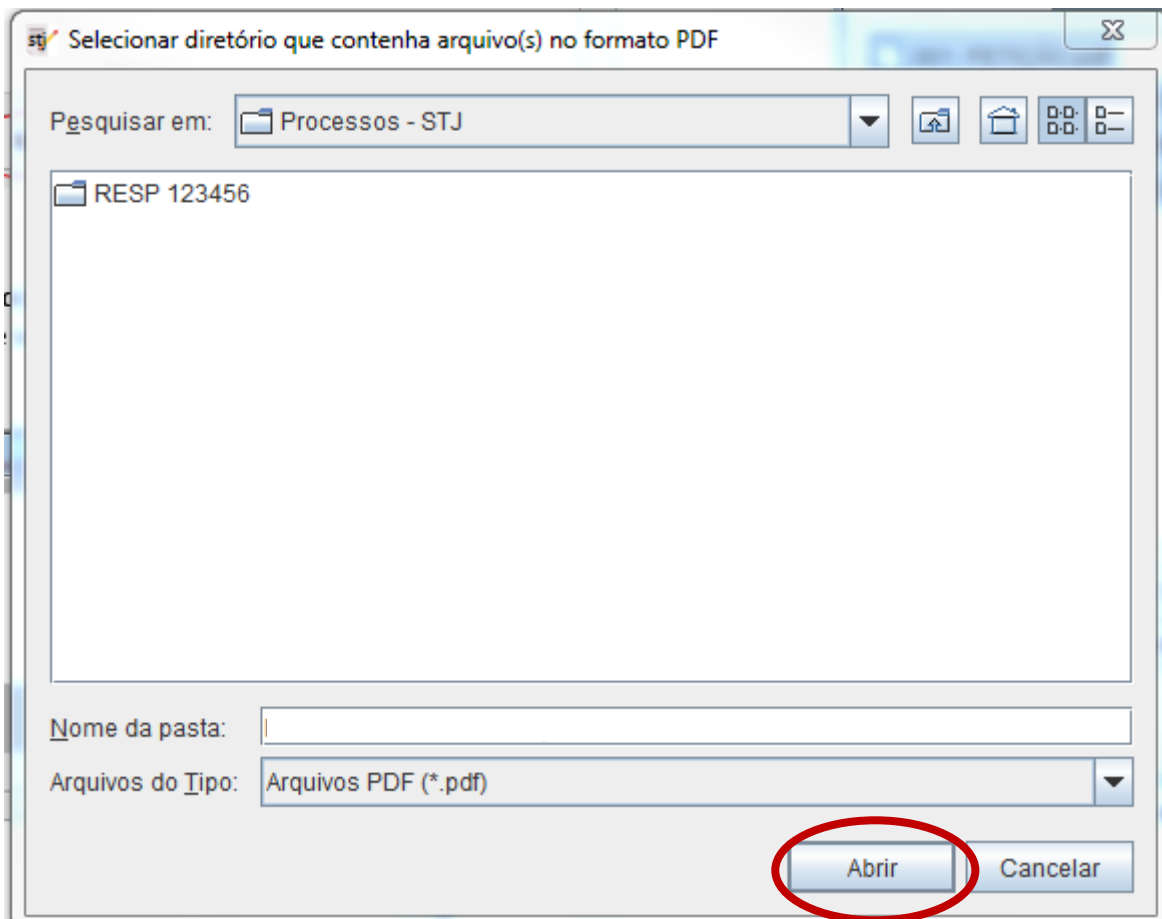 stj Selecionar diretório que contenha arquivo(s) no formato PDF
Pesquisar em: Processos - STJ
RESP 123456
Nome da pasta:
Arquivos do Tipo: Arquivos PDF (*.pdf)
Abrir Cancelar